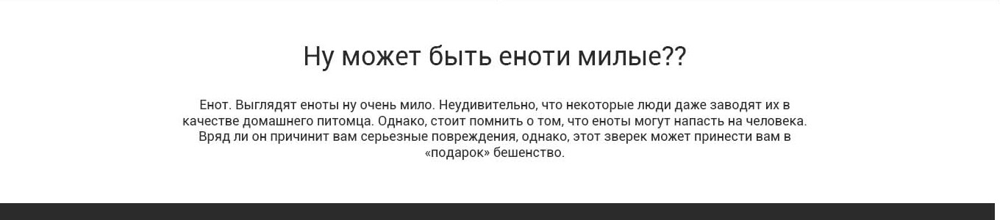 Ну может быть еноти милые??
Енот. Выглядят еноты ну очень мило. Неудивительно, что некоторые люди даже заводят их в
качестве домашнего питомца. Однако, стоит помнить о том, что еноты могут напасть на человека.
Вряд ли он причинит вам серьезные повреждения, однако, этот зверек может принести вам в
«подарок» бешенство.